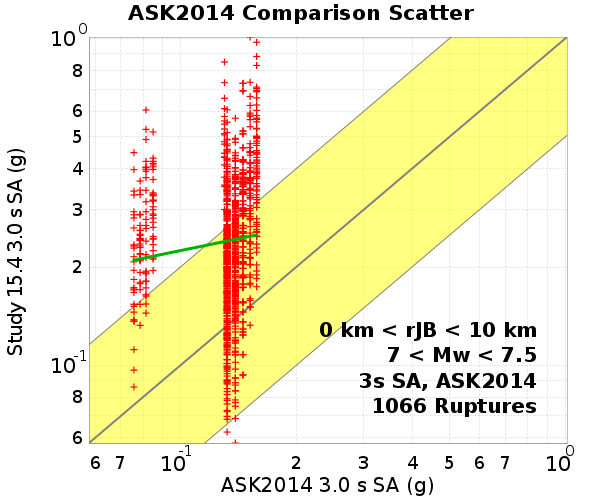 ASK2014 Comparison Scatter
Study 15.4 3.0 s SA (g)
10^0
8
6
5
4
3
2
10^-1
8
6
0 km < rJB < 10 km
7 < Mw < 7.5
3s SA, ASK2014
1066 Ruptures
6 7 10^-1 2 3 4 5 6 7 8 10^0
ASK2014 3.0 s SA (g)